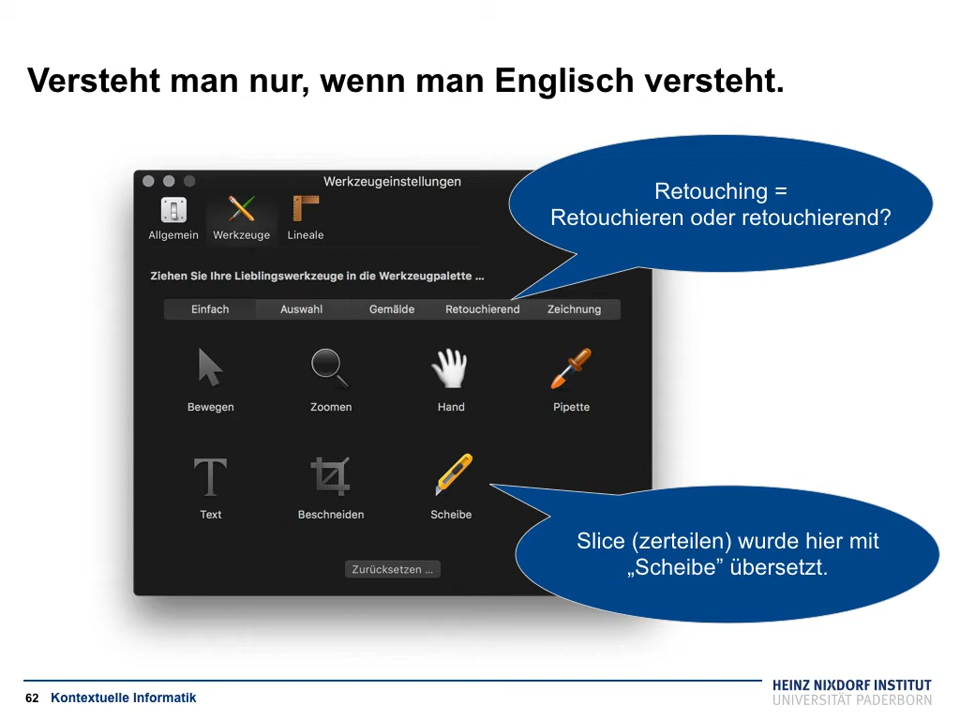 Versteht man nur, wenn man Englisch versteht.
Werkzeugeinstellungen
Allgemein Werkzeuge Lineale
Retouching =
Retouchieren oder retouchierend?
Ziehen Sie Ihre Lieblingswerkzeuge in die Werkzeugpalette ...
Einfach Auswahl Gemälde Retouchierend Zeichnung
Bewegen Zoomen Hand Pipette
Text Beschneiden Scheibe
Slice (zerteilen) wurde hier mit
„Scheibe” übersetzt.
Zurücksetzen ...
62 Kontextuelle Informatik
HEINZ NIXDORF INSTITUT
UNIVERSITÄT PADERBORN